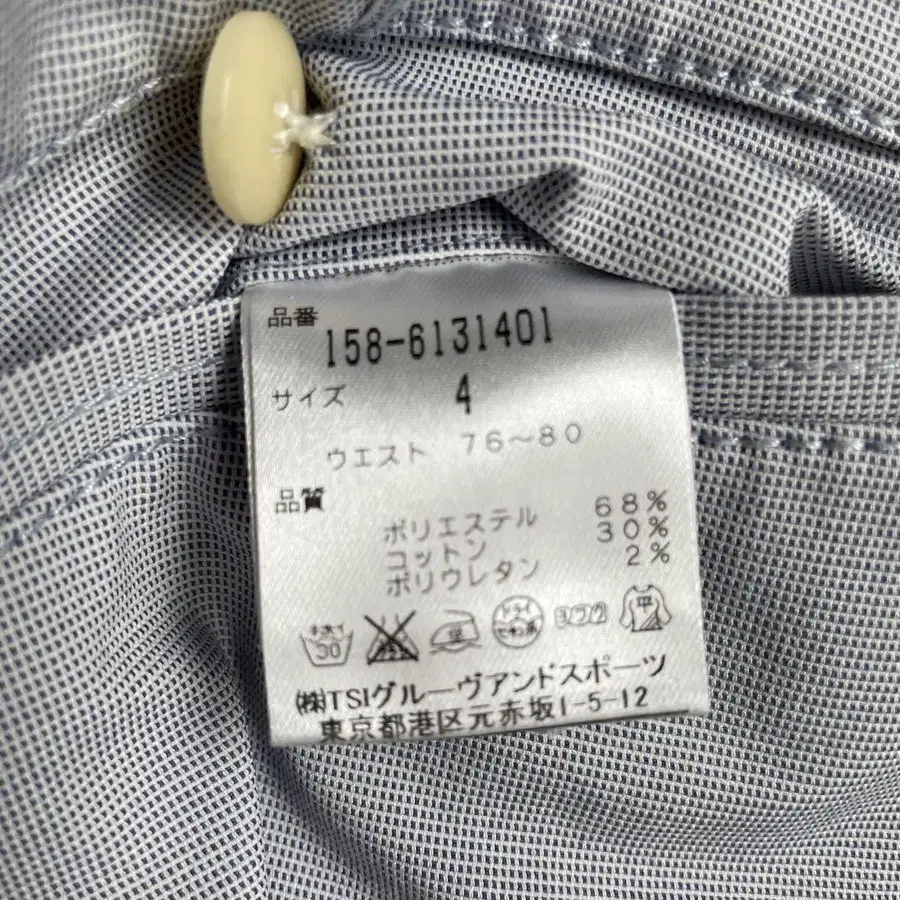 品番
158-6131401
サイズ 4
ウエスト 76~80
品質
ポリエステル 68%
コットン 30%
ポリウレタン 2%
30
平
㈱TSIグルーヴアンドスポーツ
東京都港区元赤坂1-5-12